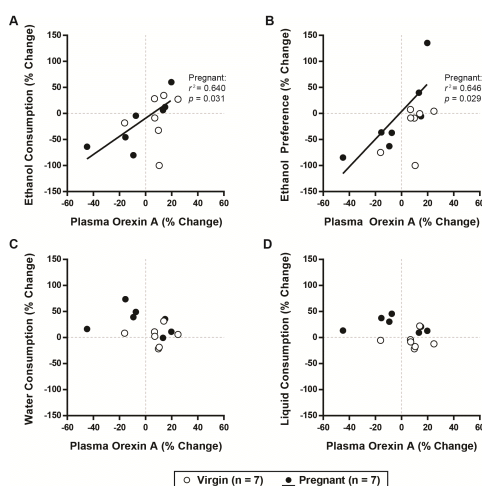 A
B
Ethanol Consumption (% Change)
150
100
50
0
-50
-100
-150
-60 -40 -20 0 20 40 60
Plasma Orexin A (% Change)
Pregnant:
r² = 0.640
p = 0.031
Ethanol Preference (% Change)
150
100
50
0
-50
-100
-150
-60 -40 -20 0 20 40 60
Plasma Orexin A (% Change)
Pregnant:
r² = 0.646
p = 0.029
C
D
Water Consumption (% Change)
150
100
50
0
-50
-100
-150
-60 -40 -20 0 20 40 60
Plasma Orexin A (% Change)
Liquid Consumption (% Change)
150
100
50
0
-50
-100
-150
-60 -40 -20 0 20 40 60
Plasma Orexin A (% Change)
Virgin (n = 7) Pregnant (n = 7)